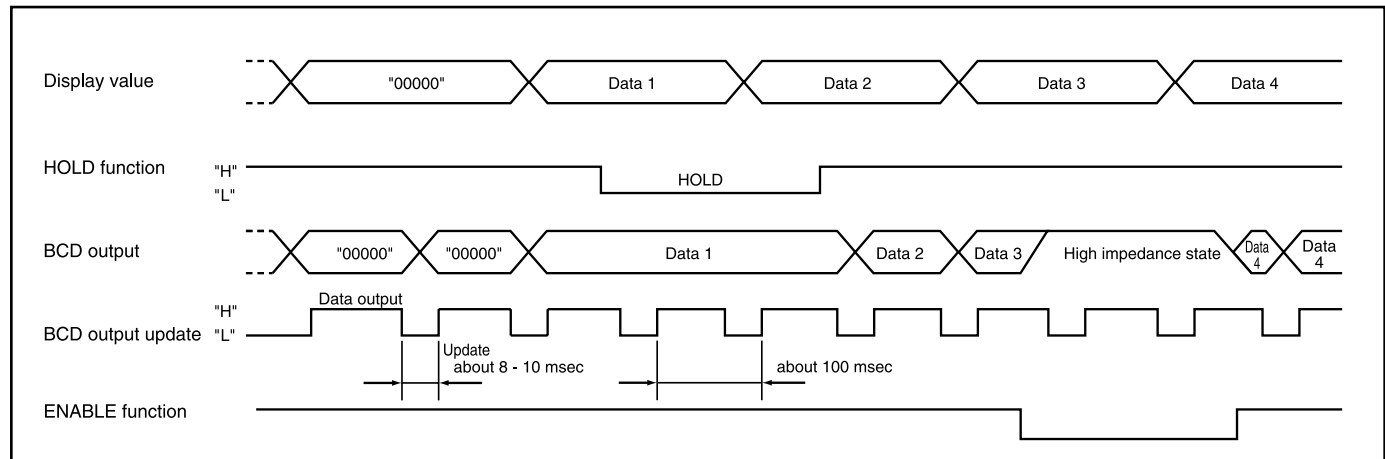 Display value "00000" Data 1 Data 2 Data 3 Data 4
HOLD function "H"
"L" HOLD
BCD output "00000" "00000" Data 1 Data 2 Data 3 High impedance state Data 4 Data 4
Data output
"H"
BCD output update "L"
Update
about 8 - 10 msec about 100 msec
ENABLE function